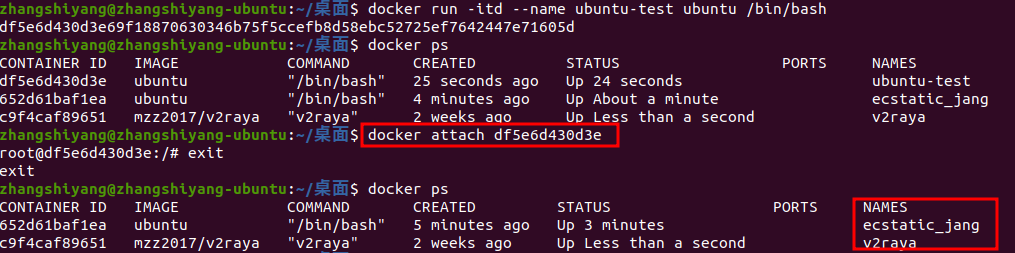 zhangshiyang@zhangshiyang-ubuntu:~/桌面$ docker run -itd --name ubuntu-test ubuntu /bin/bash
df5e6d430d3e69f18870630346b75f5ccefb8d58ebc52725ef7642447e71605d
zhangshiyang@zhangshiyang-ubuntu:~/桌面$ docker ps
CONTAINER ID   IMAGE            COMMAND       CREATED          STATUS                  PORTS     NAMES
df5e6d430d3e   ubuntu           "/bin/bash"   25 seconds ago   Up 24 seconds                     ubuntu-test
652d61baf1ea   ubuntu           "/bin/bash"   4 minutes ago    Up About a minute                 ecstatic_jang
c9f4caf89651   mzz2017/v2raya   "v2raya"      2 weeks ago      Up Less than a second             v2raya
zhangshiyang@zhangshiyang-ubuntu:~/桌面$ docker attach df5e6d430d3e
root@df5e6d430d3e:/# exit
exit
zhangshiyang@zhangshiyang-ubuntu:~/桌面$ docker ps
CONTAINER ID   IMAGE            COMMAND       CREATED         STATUS                  PORTS     NAMES
652d61baf1ea   ubuntu           "/bin/bash"   5 minutes ago   Up 3 minutes                      ecstatic_jang
c9f4caf89651   mzz2017/v2raya   "v2raya"      2 weeks ago     Up Less than a second             v2raya